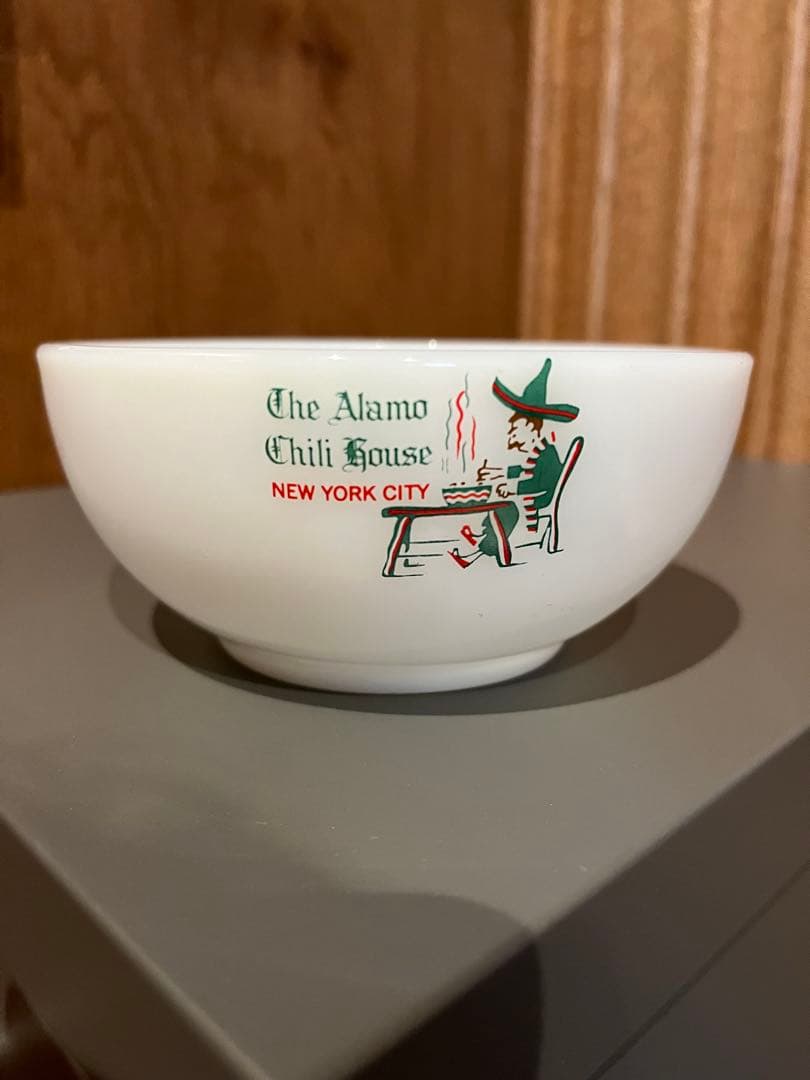 The Alamo
Chili House
NEW YORK CITY